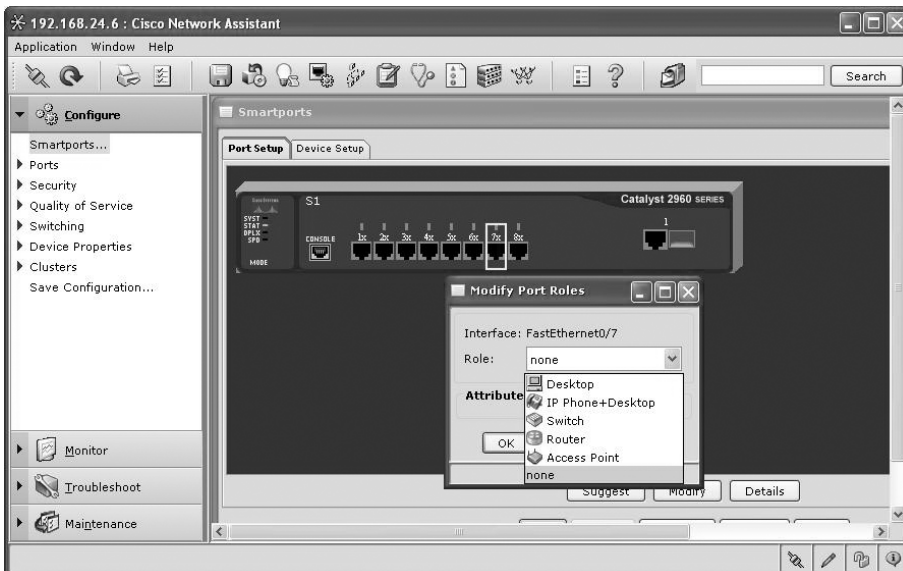 192.168.24.6 : Cisco Network Assistant
Application Window Help
Search
Configure
Smartports...
Ports
Security
Quality of Service
Switching
Device Properties
Clusters
Save Configuration...
Monitor
Troubleshoot
Maintenance
Smartports
Port Setup Device Setup
S1
Catalyst 2960 SERIES
SYST
STAT
DPLX
SPD
MODE
CONSOLE
1x 2x 3x 4x 5x 6x 7x 8x
1
Modify Port Roles
Interface: FastEthernet0/7
Role: none
Desktop
IP Phone+Desktop
Switch
Router
Access Point
none
Attribute
OK
Suggest Modify Details